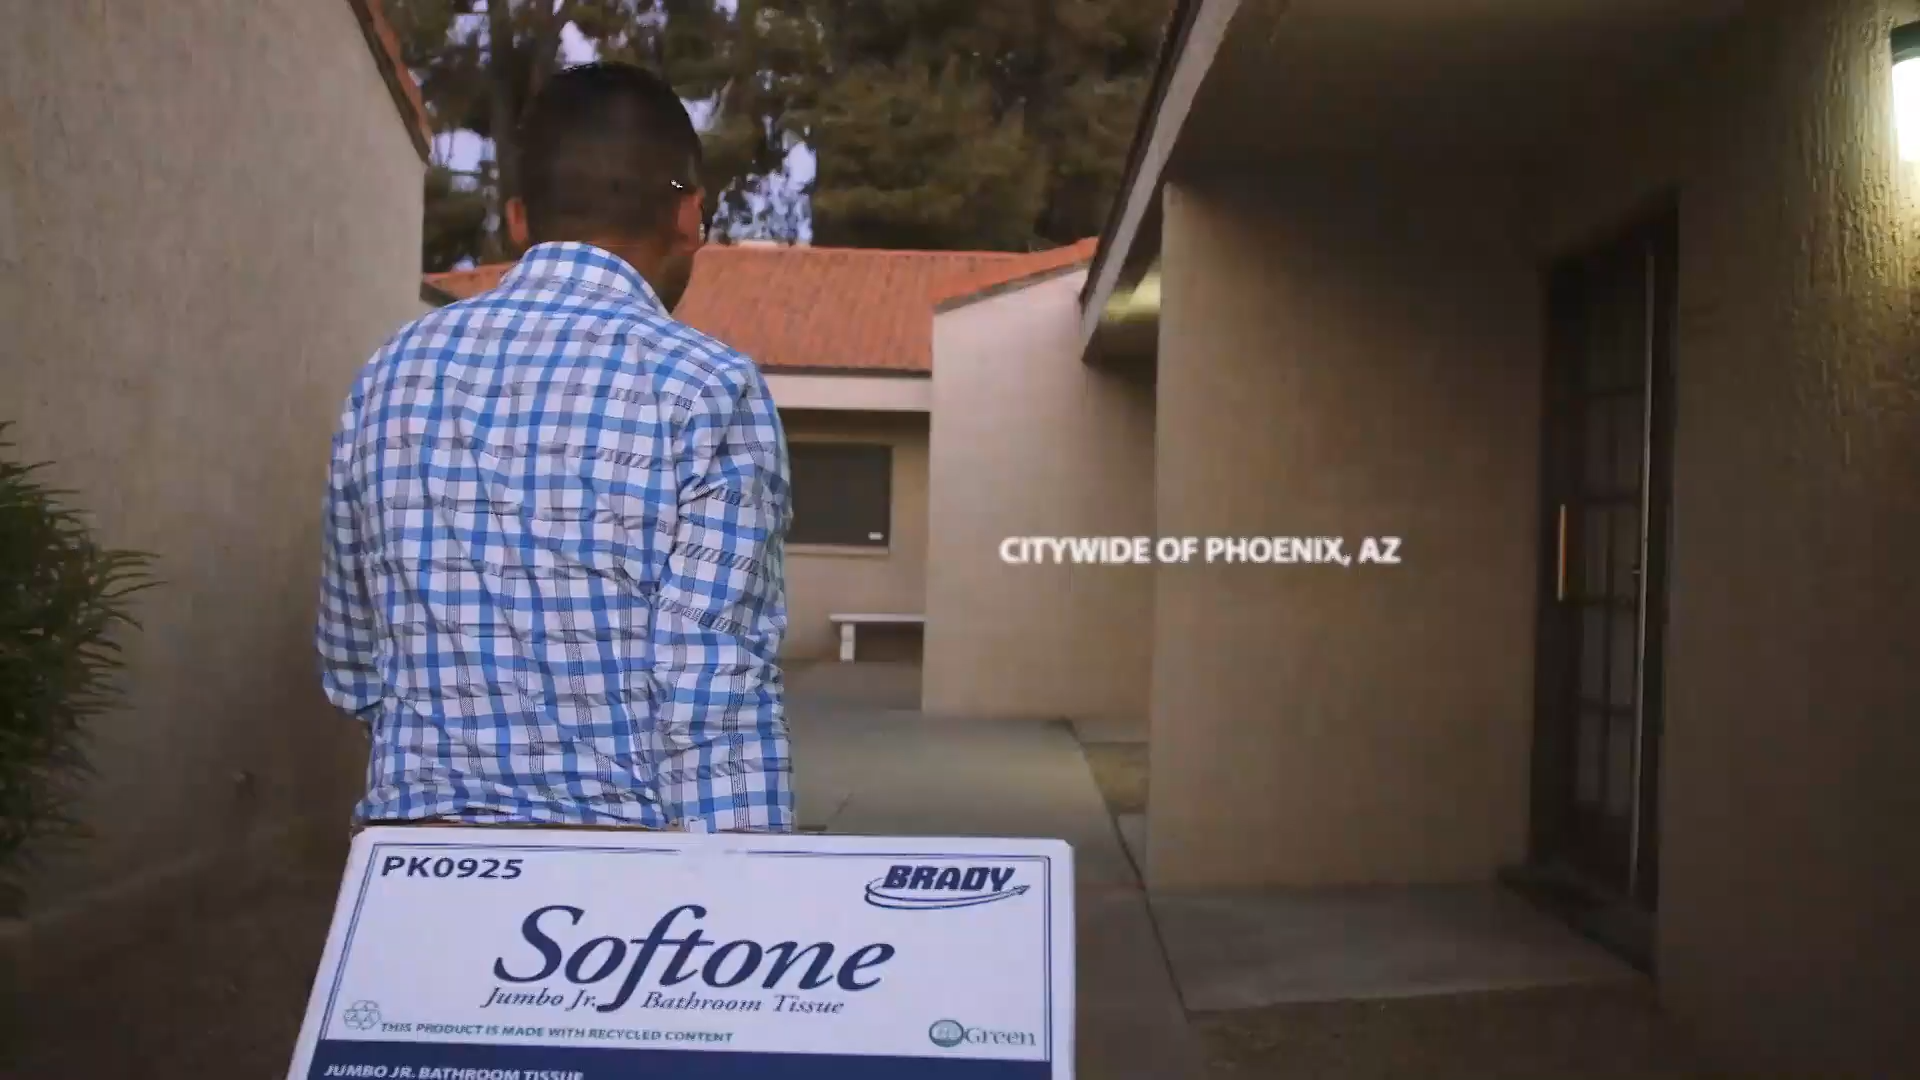 CITYWIDE OF PHOENIX, AZ
PK0925
BRADY
Softone
Jumbo Jr. Bathroom Tissue
THIS PRODUCT IS MADE WITH RECYCLED CONTENT
Green
JUMBO JR. BATHROOM TISSUE